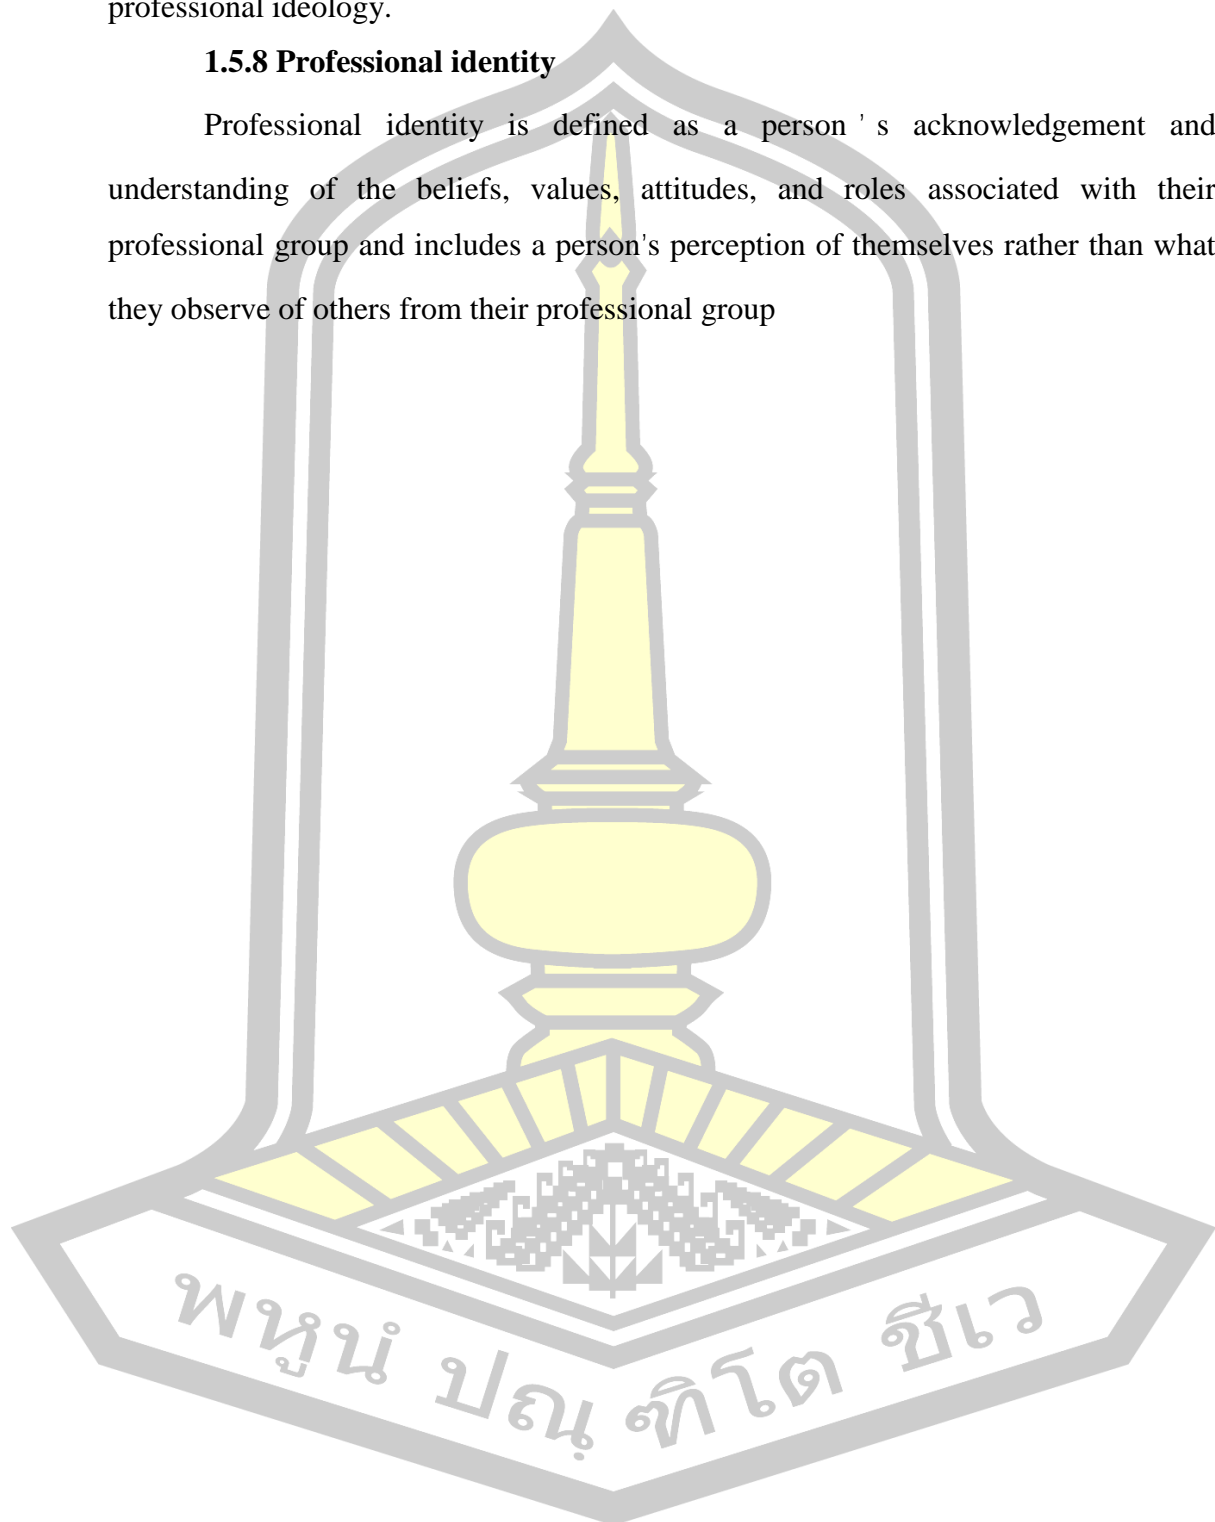 professional ideology.
1.5.8 Professional identity
Professional identity is defined as a person ’ s acknowledgement and
understanding of the beliefs, values, attitudes, and roles associated with their
professional group and includes a person’s perception of themselves rather than what
they observe of others from their professional group
พหูนํ ปณฺฑิโต ชีเว